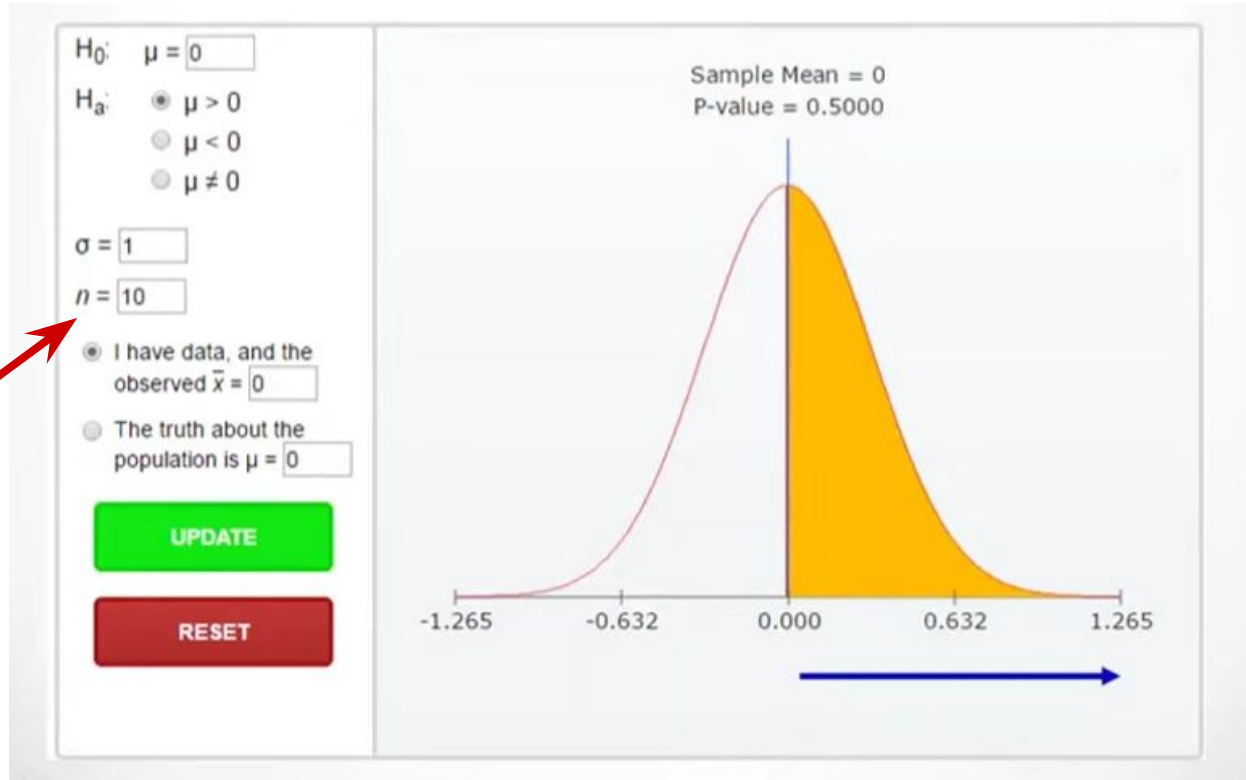 H0: μ = 0
Ha: μ > 0
μ < 0
μ ≠ 0
σ = 1
n = 10
I have data, and the
observed x̅ = 0
The truth about the
population is μ = 0
UPDATE
RESET
Sample Mean = 0
P-value = 0.5000
-1.265 -0.632 0.000 0.632 1.265